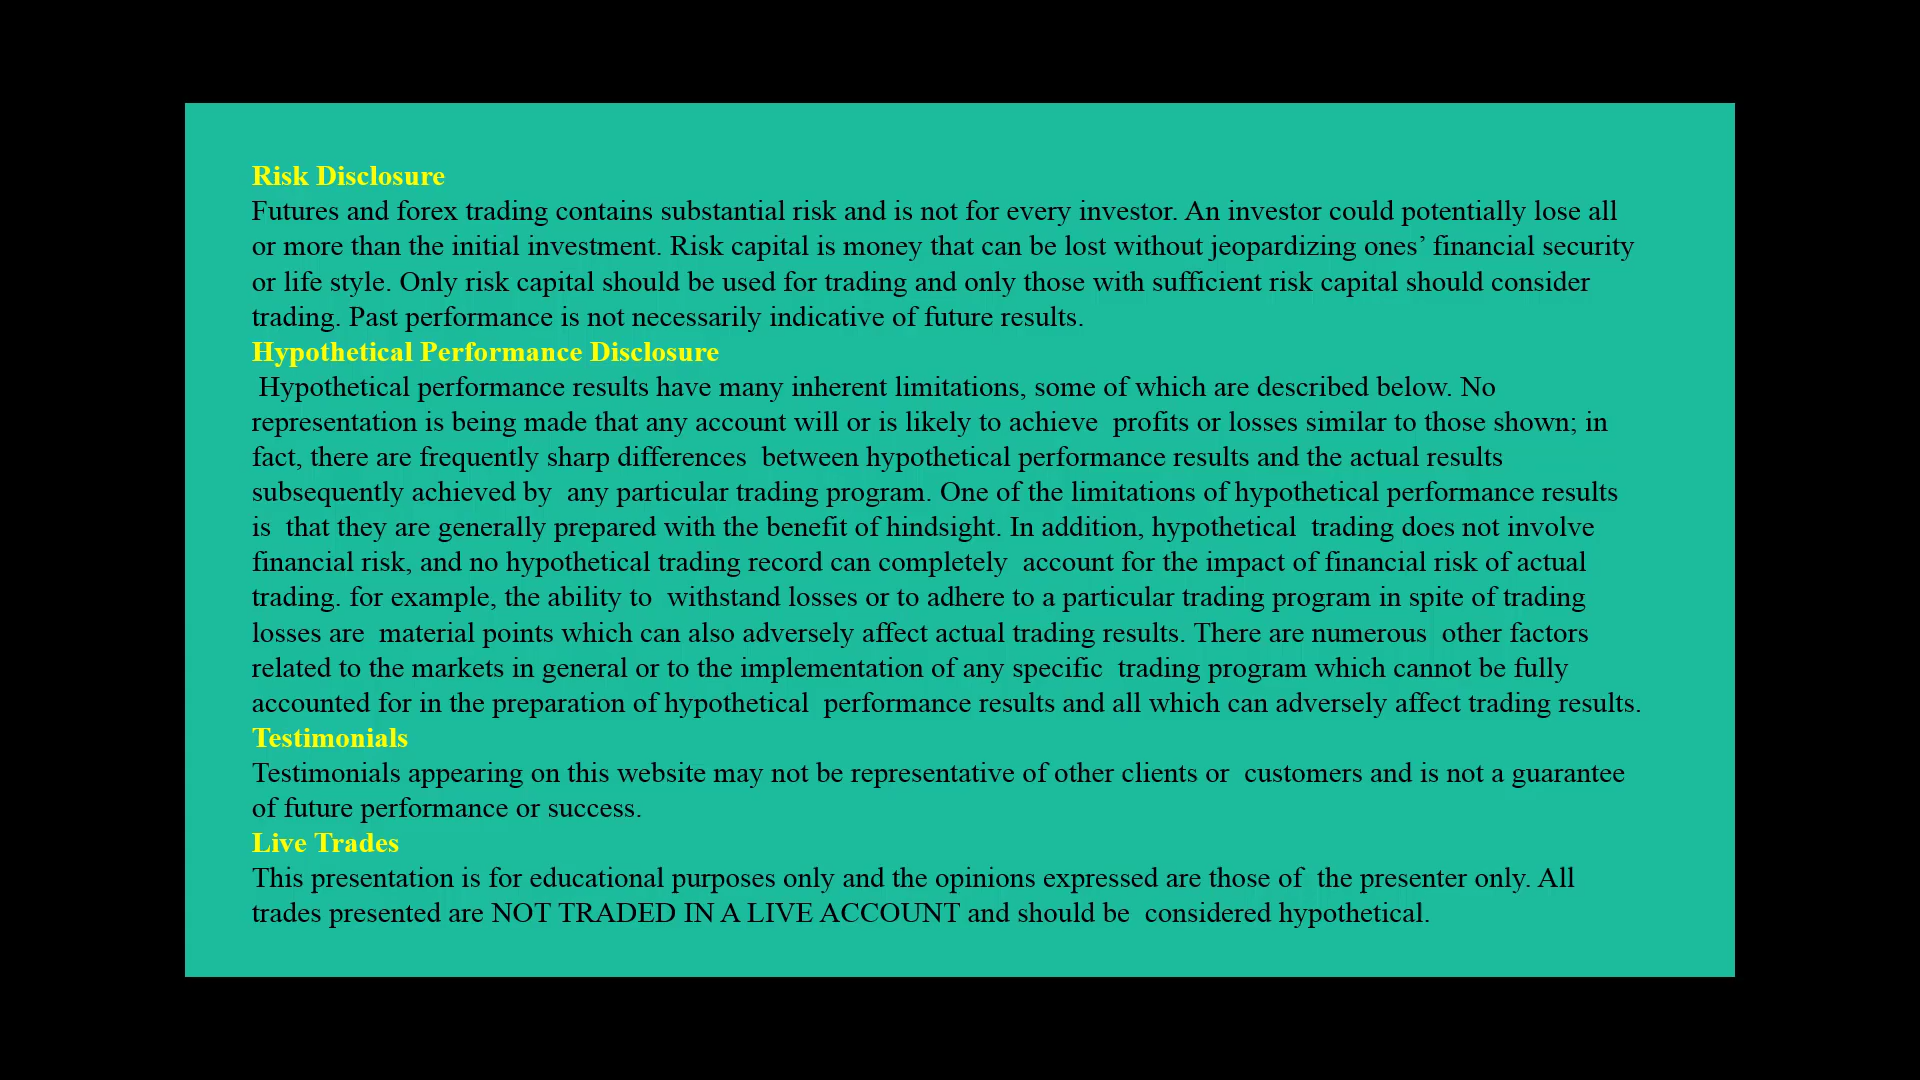 Risk Disclosure
Futures and forex trading contains substantial risk and is not for every investor. An investor could potentially lose all
or more than the initial investment. Risk capital is money that can be lost without jeopardizing ones’ financial security
or life style. Only risk capital should be used for trading and only those with sufficient risk capital should consider
trading. Past performance is not necessarily indicative of future results.
Hypothetical Performance Disclosure
Hypothetical performance results have many inherent limitations, some of which are described below. No
representation is being made that any account will or is likely to achieve  profits or losses similar to those shown; in
fact, there are frequently sharp differences  between hypothetical performance results and the actual results
subsequently achieved by  any particular trading program. One of the limitations of hypothetical performance results
is  that they are generally prepared with the benefit of hindsight. In addition, hypothetical  trading does not involve
financial risk, and no hypothetical trading record can completely  account for the impact of financial risk of actual
trading. for example, the ability to  withstand losses or to adhere to a particular trading program in spite of trading
losses are  material points which can also adversely affect actual trading results. There are numerous  other factors
related to the markets in general or to the implementation of any specific  trading program which cannot be fully
accounted for in the preparation of hypothetical  performance results and all which can adversely affect trading results.
Testimonials
Testimonials appearing on this website may not be representative of other clients or  customers and is not a guarantee
of future performance or success.
Live Trades
This presentation is for educational purposes only and the opinions expressed are those of  the presenter only. All
trades presented are NOT TRADED IN A LIVE ACCOUNT and should be  considered hypothetical.